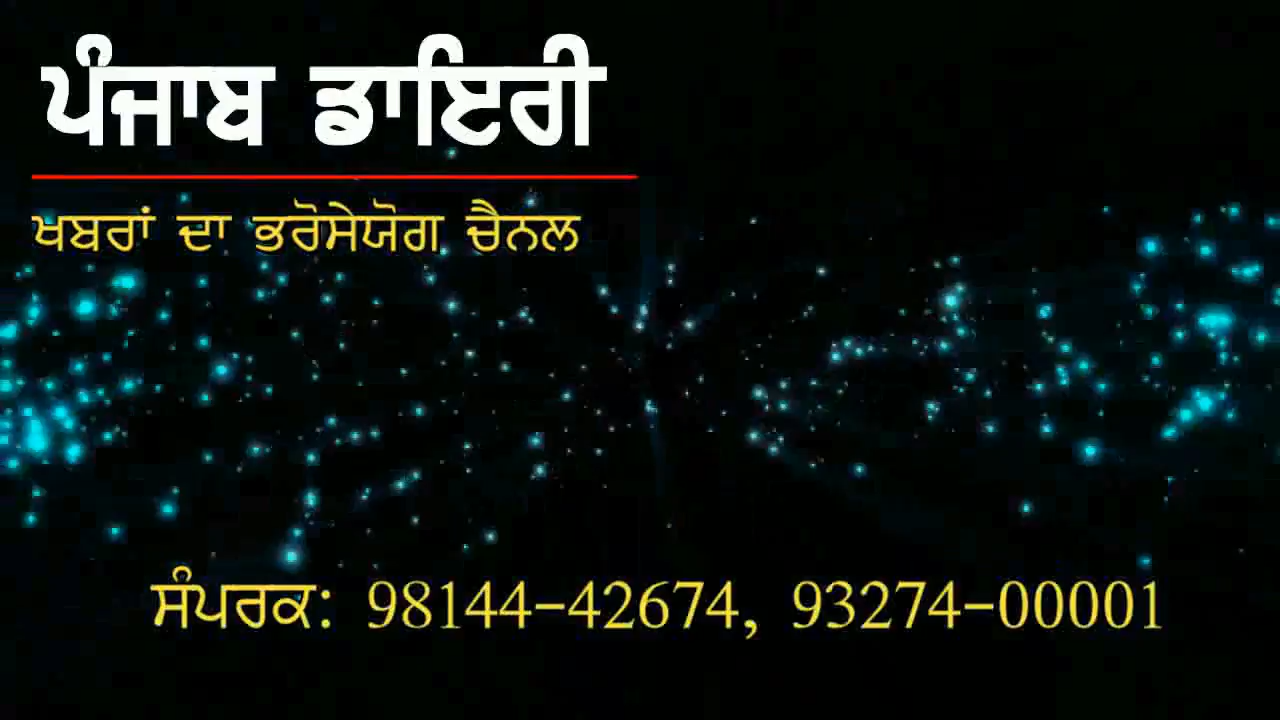 ਪੰਜਾਬ ਡਾਇਰੀ
ਖਬਰਾਂ ਦਾ ਭਰੋਸੇਯੋਗ ਚੈਨਲ
ਸੰਪਰਕ: 98144-42674, 93274-00001